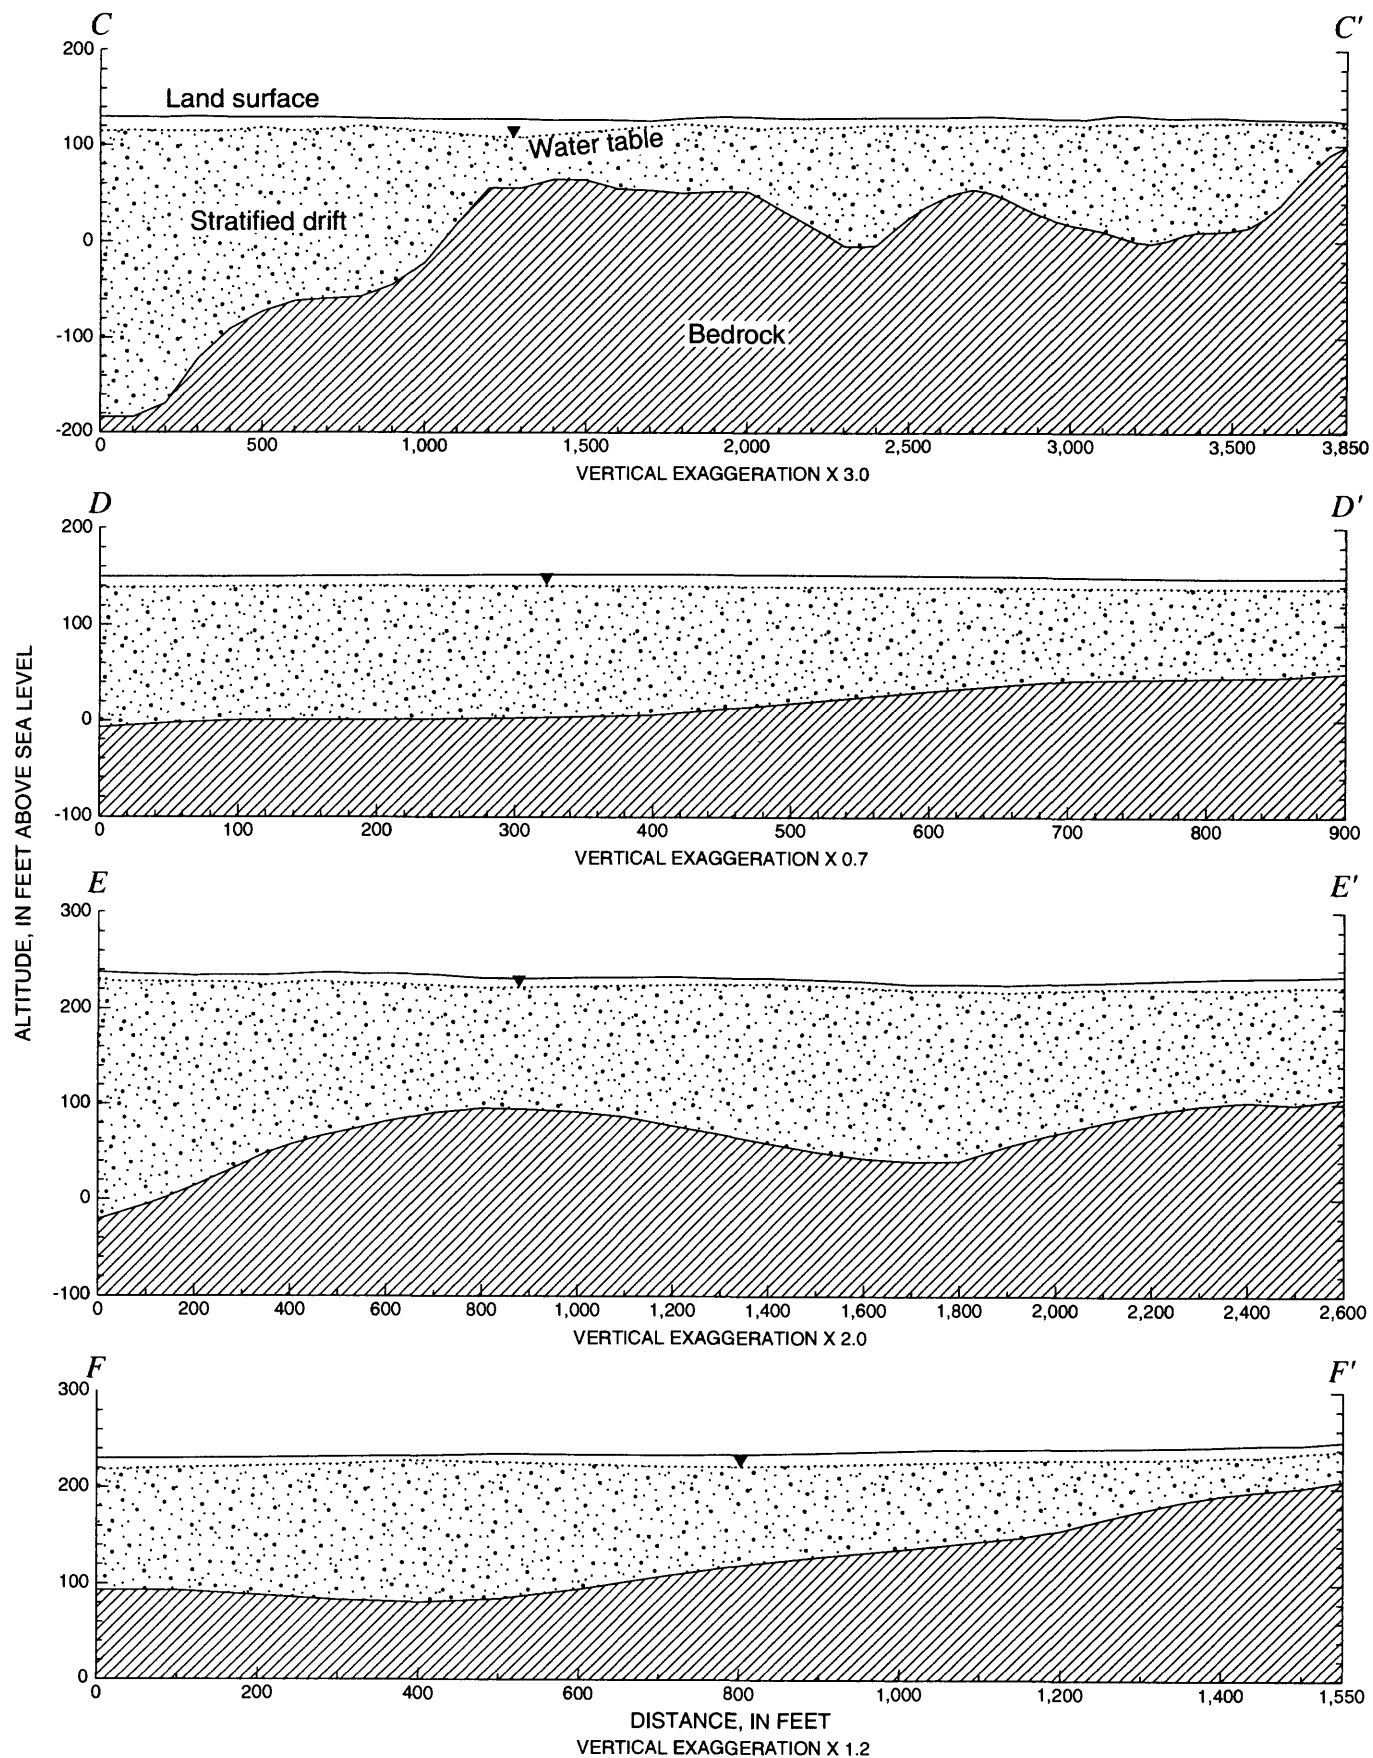 C C'
200
Land surface
100
Water table
Stratified drift
0
-100
Bedrock
-200
0 500 1,000 1,500 2,000 2,500 3,000 3,500 3,850
VERTICAL EXAGGERATION X 3.0
D D'
200
100
0
-100
0 100 200 300 400 500 600 700 800 900
VERTICAL EXAGGERATION X 0.7
ALTITUDE, IN FEET ABOVE SEA LEVEL
E E'
300
200
100
0
-100
0 200 400 600 800 1,000 1,200 1,400 1,600 1,800 2,000 2,200 2,400 2,600
VERTICAL EXAGGERATION X 2.0
F F'
300
200
100
0
0 200 400 600 800 1,000 1,200 1,400 1,550
DISTANCE, IN FEET
VERTICAL EXAGGERATION X 1.2